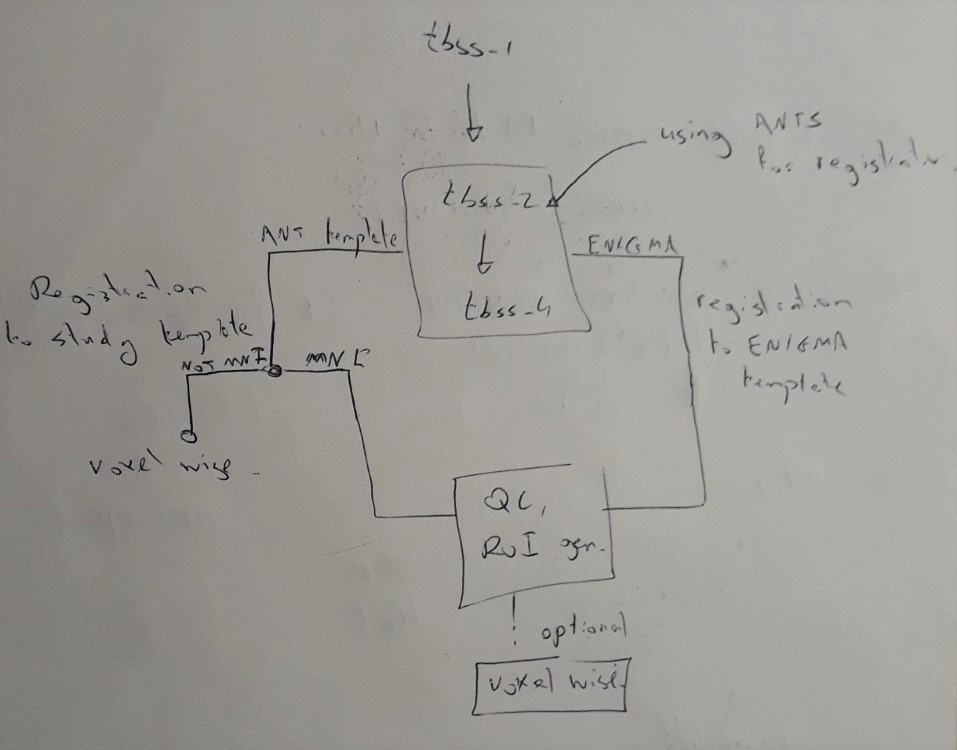 tbss-1
using ANTS
for registration
tbss-2
ANT template
ENIGMA
tbss-4
Registration
to study template
registration
to ENIGMA
template
NOT MNI
MNI
voxel wise
QC,
ROI gen.
optional
voxel wise